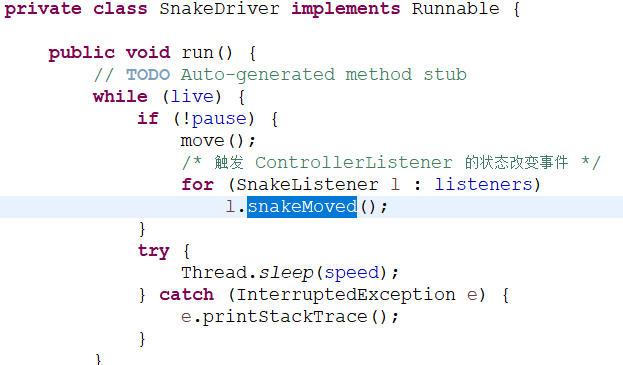 private class SnakeDriver implements Runnable {
public void run() {
// TODO Auto-generated method stub
while (live) {
if (!pause) {
move();
/* 触发 ControllerListener 的状态改变事件 */
for (SnakeListener l : listeners)
l.snakeMoved();
}
try {
Thread.sleep(speed);
} catch (InterruptedException e) {
e.printStackTrace();
}
}